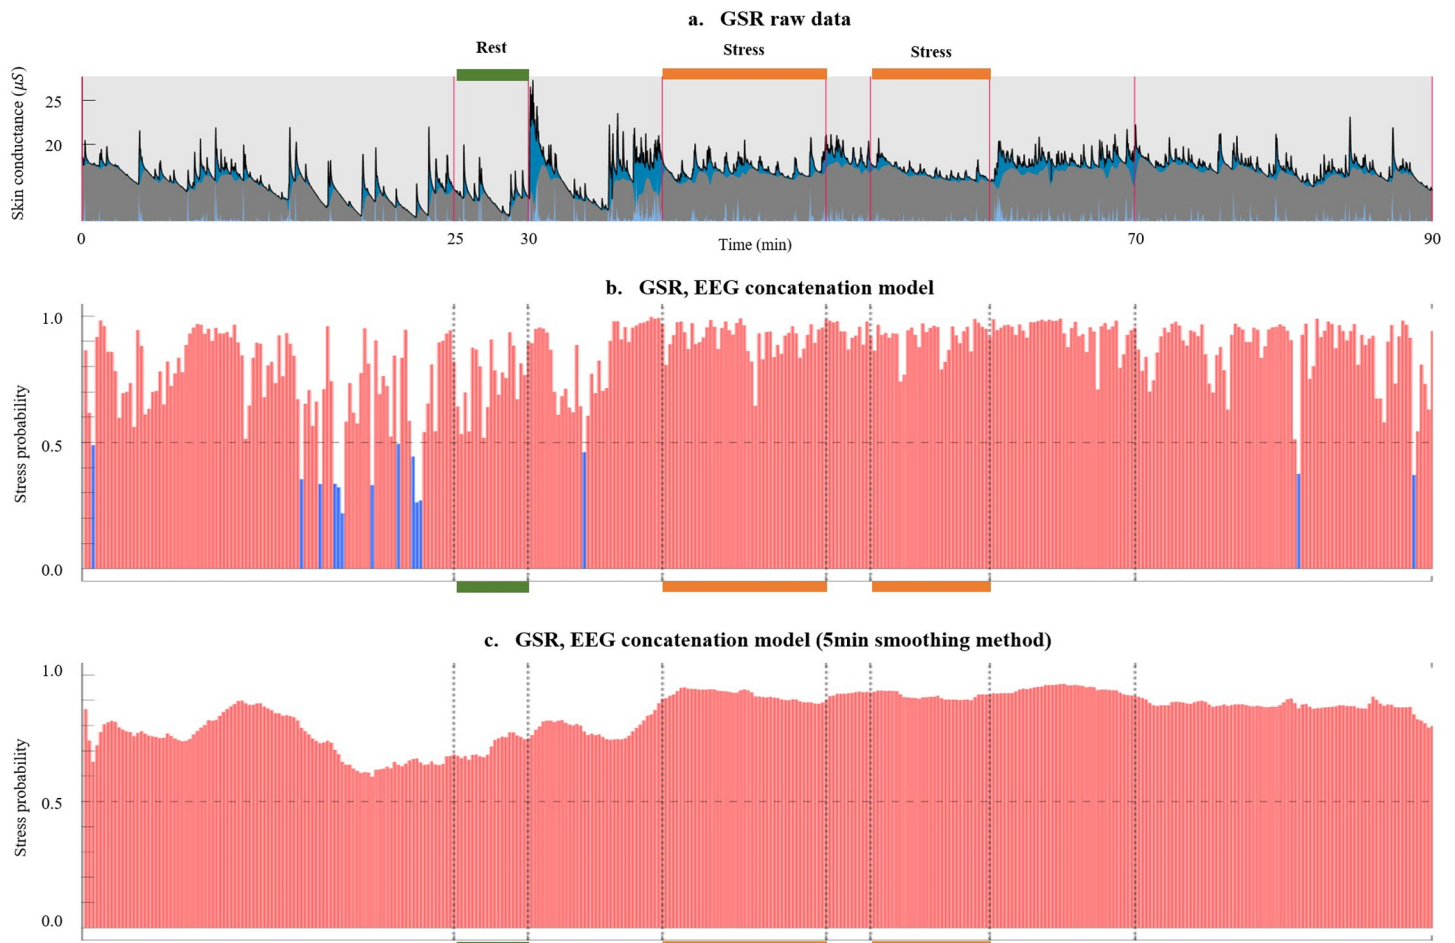 a. GSR raw data
Rest
Stress
Stress
Skin conductance (μS)
25
20
0
25
30
70
90
Time (min)
b. GSR, EEG concatenation model
Stress probability
1.0
0.5
0.0
c. GSR, EEG concatenation model (5min smoothing method)
Stress probability
1.0
0.5
0.0